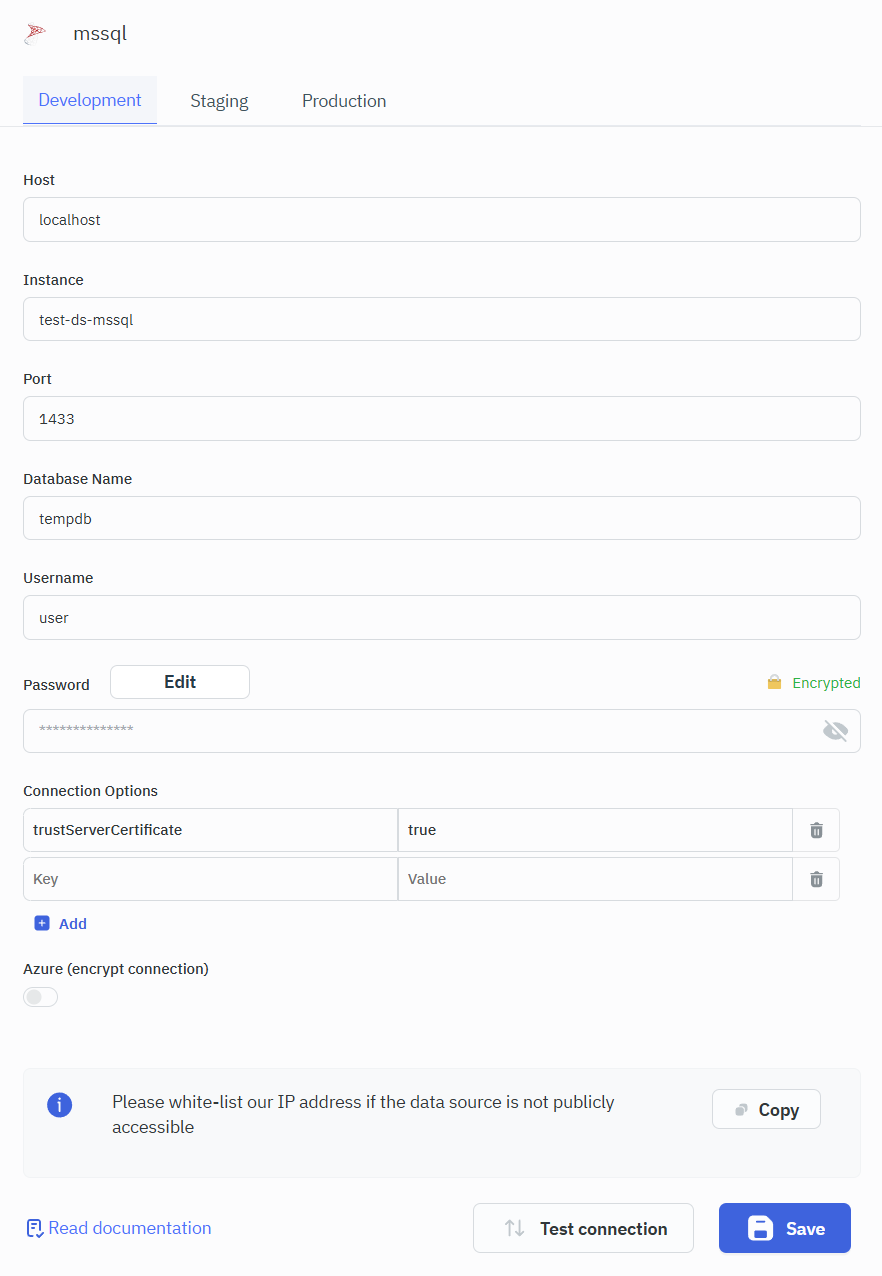 mssql
Development Staging Production
Host
localhost
Instance
test-ds-mssql
Port
1433
Database Name
tempdb
Username
user
Password Edit Encrypted
**************
Connection Options
trustServerCertificate true
Key Value
Add
Azure (encrypt connection)
Please white-list our IP address if the data source is not publicly
accessible
Copy
Read documentation Test connection Save